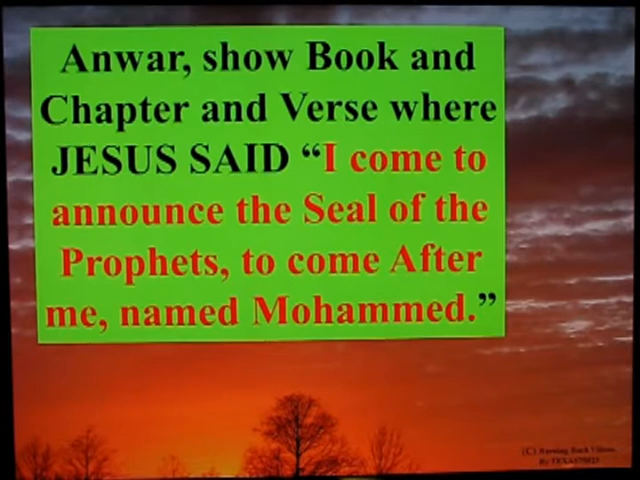 Anwar, show Book and
Chapter and Verse where
JESUS SAID “I come to
announce the Seal of the
Prophets, to come After
me, named Mohammed.”